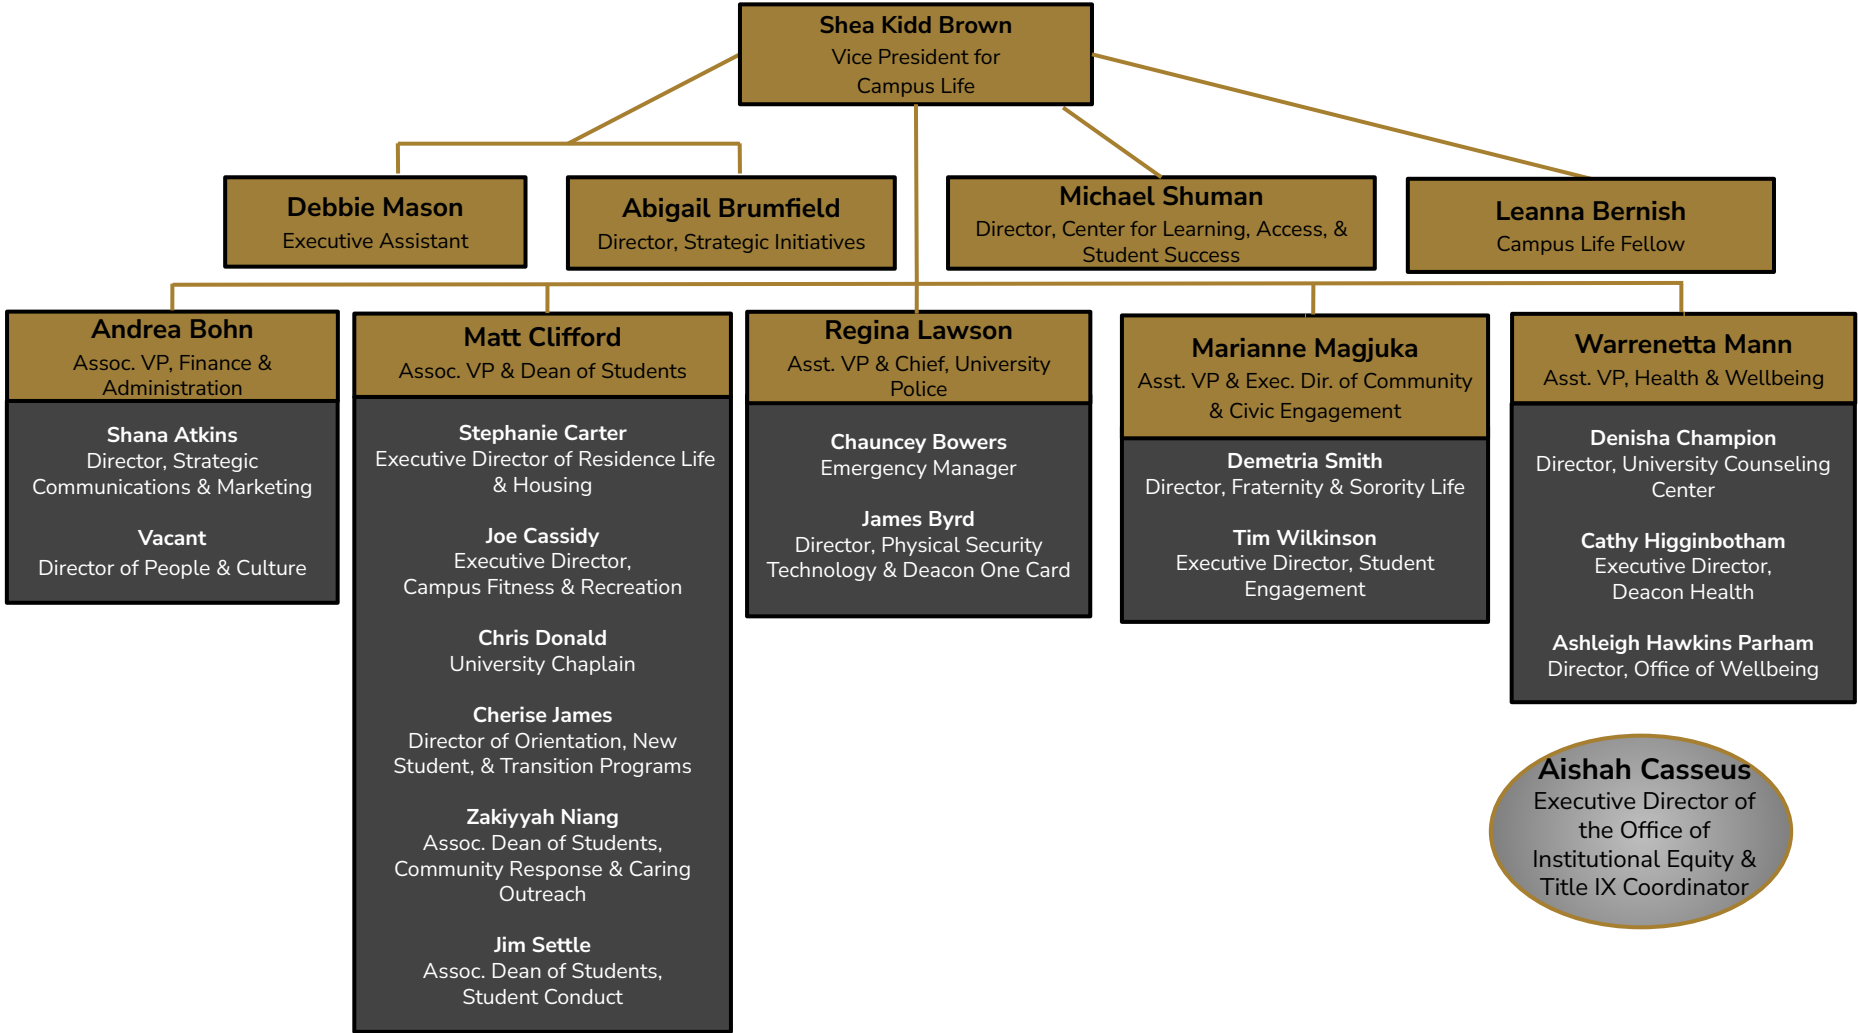 Shea Kidd Brown
Vice President for
Campus Life
Debbie Mason
Executive Assistant
Abigail Brumfield
Director, Strategic Initiatives
Michael Shuman
Director, Center for Learning, Access, &
Student Success
Leanna Bernish
Campus Life Fellow
Andrea Bohn
Assoc. VP, Finance &
Administration
Shana Atkins
Director, Strategic
Communications & Marketing
Vacant
Director of People & Culture
Matt Clifford
Assoc. VP & Dean of Students
Stephanie Carter
Executive Director of Residence Life
& Housing
Joe Cassidy
Executive Director,
Campus Fitness & Recreation
Chris Donald
University Chaplain
Cherise James
Director of Orientation, New
Student, & Transition Programs
Zakiyyah Niang
Assoc. Dean of Students,
Community Response & Caring
Outreach
Jim Settle
Assoc. Dean of Students,
Student Conduct
Regina Lawson
Asst. VP & Chief, University
Police
Chauncey Bowers
Emergency Manager
James Byrd
Director, Physical Security
Technology & Deacon One Card
Marianne Magjuka
Asst. VP & Exec. Dir. of Community
& Civic Engagement
Demetria Smith
Director, Fraternity & Sorority Life
Tim Wilkinson
Executive Director, Student
Engagement
Warrenetta Mann
Asst. VP, Health & Wellbeing
Denisha Champion
Director, University Counseling
Center
Cathy Higginbotham
Executive Director,
Deacon Health
Ashleigh Hawkins Parham
Director, Office of Wellbeing
Aishah Casseus
Executive Director of
the Office of
Institutional Equity &
Title IX Coordinator